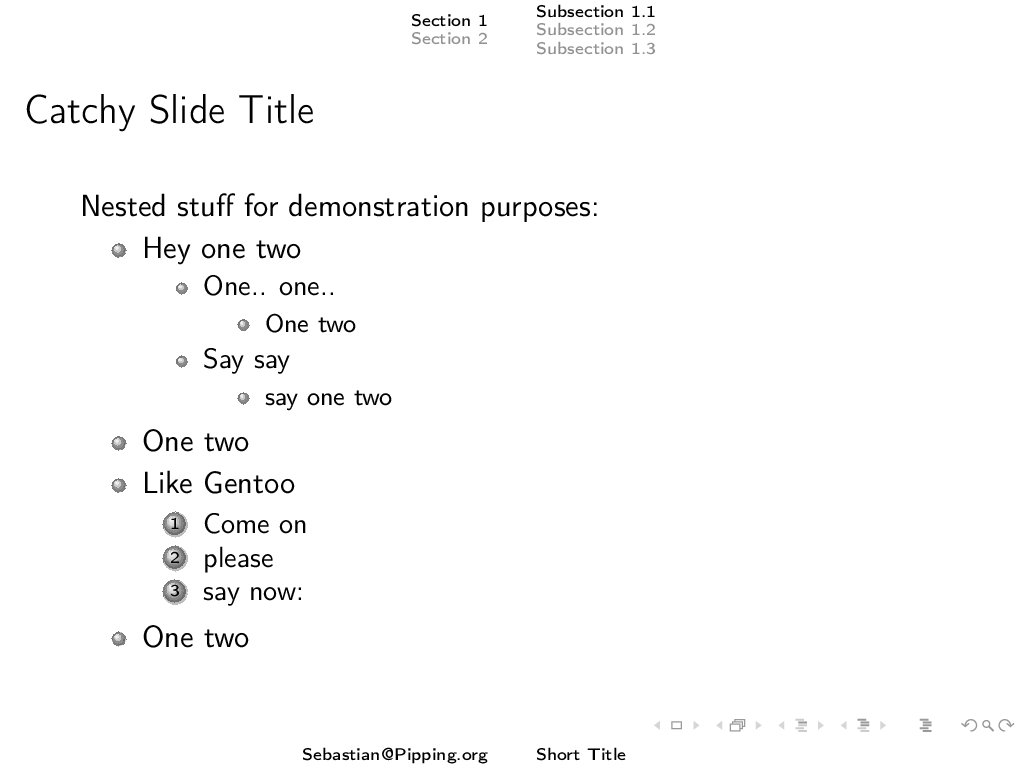 Section 1
Section 2
Subsection 1.1
Subsection 1.2
Subsection 1.3
Catchy Slide Title
Nested stuff for demonstration purposes:
Hey one two
One.. one..
One two
Say say
say one two
One two
Like Gentoo
1 Come on
2 please
3 say now:
One two
Sebastian@Pipping.org
Short Title